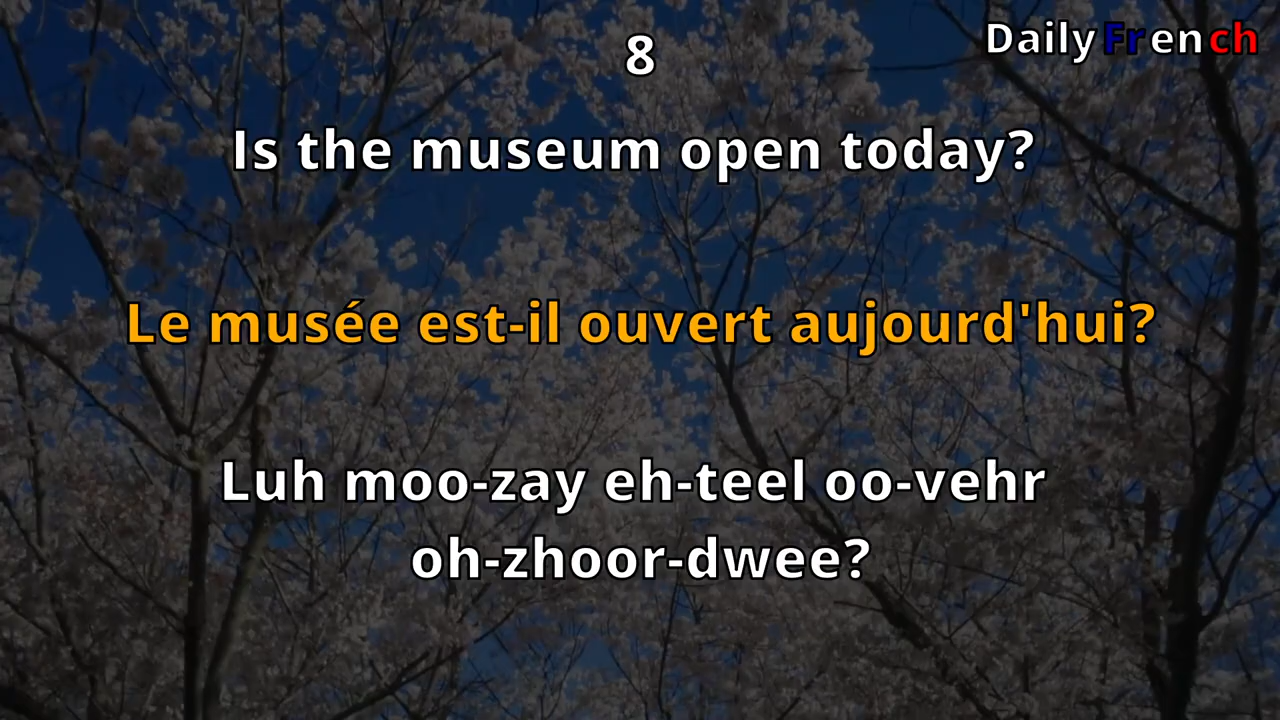 8
Daily French
Is the museum open today?
Le musée est-il ouvert aujourd'hui?
Luh moo-zay eh-teel oo-vehr
oh-zhoor-dwee?